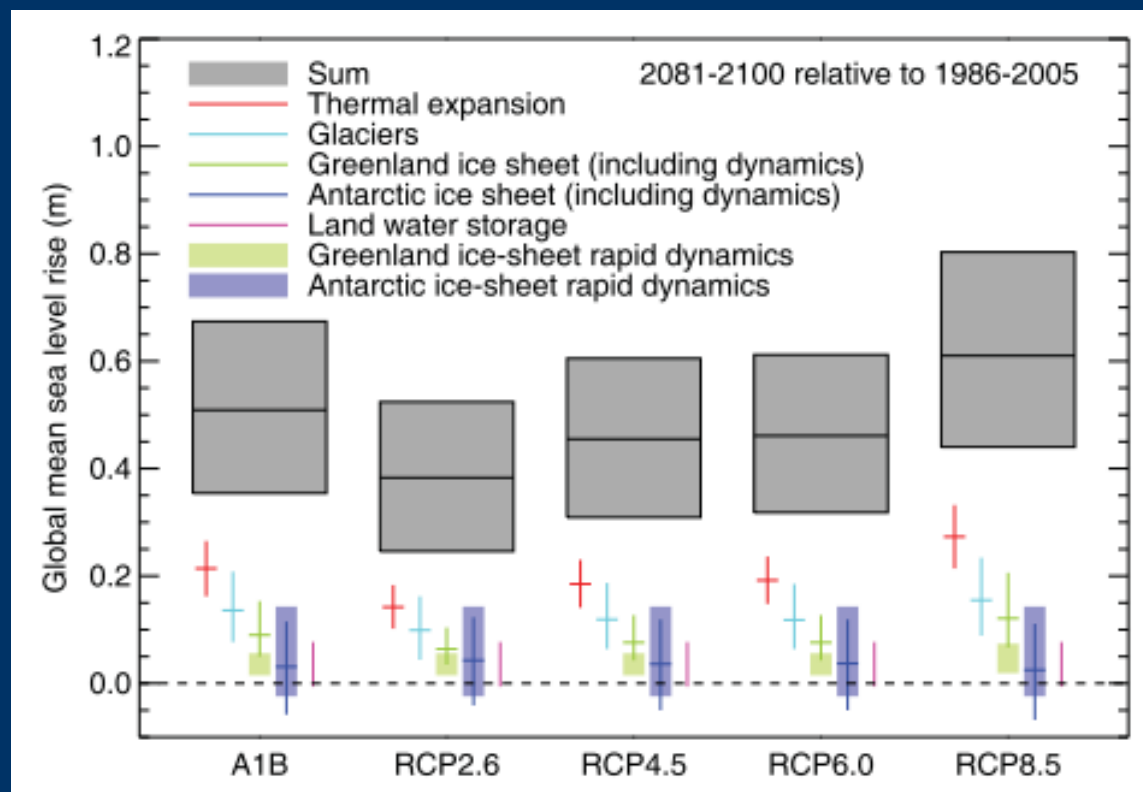 1.2
1.0
0.8
0.6
0.4
0.2
0.0
Global mean sea level rise (m)
Sum
2081-2100 relative to 1986-2005
Thermal expansion
Glaciers
Greenland ice sheet (including dynamics)
Antarctic ice sheet (including dynamics)
Land water storage
Greenland ice-sheet rapid dynamics
Antarctic ice-sheet rapid dynamics
A1B
RCP2.6
RCP4.5
RCP6.0
RCP8.5